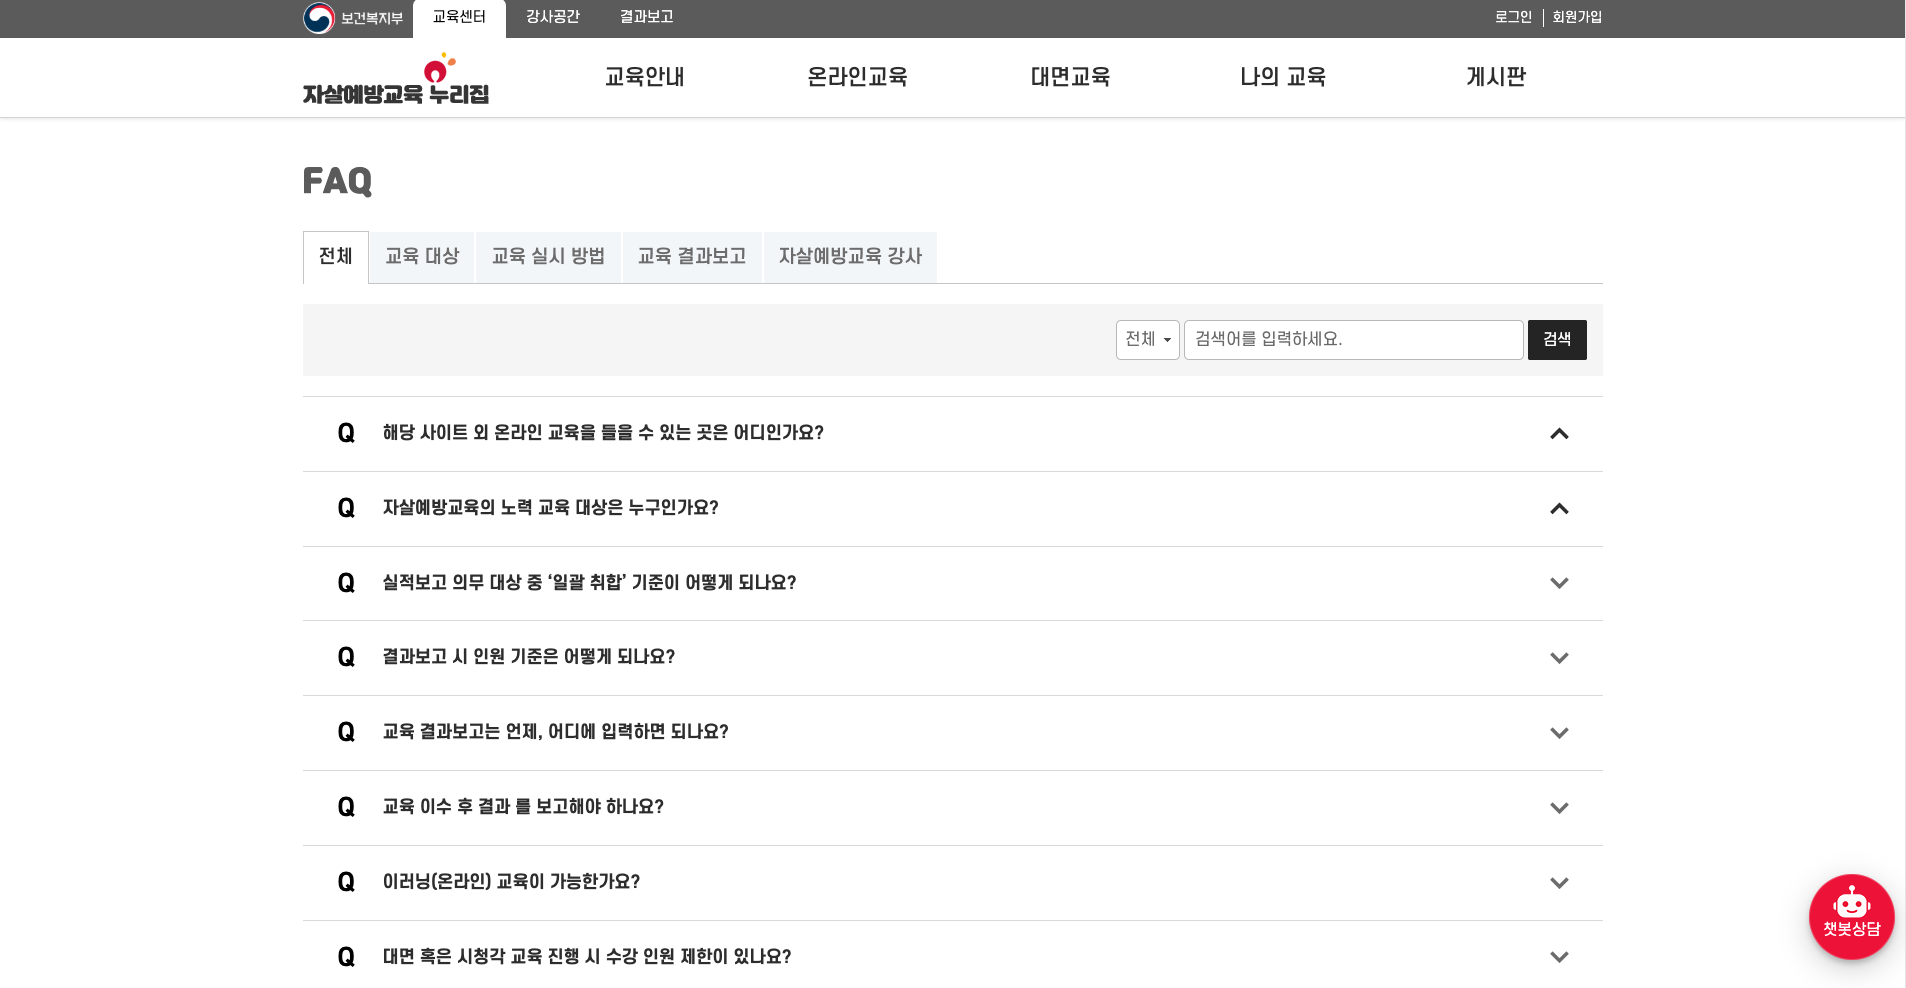 보건복지부
교육센터
강사공간
결과보고
로그인
회원가입
자살예방교육 누리집
교육안내
온라인교육
대면교육
나의 교육
게시판
FAQ
전체
교육 대상
교육 실시 방법
교육 결과보고
자살예방교육 강사
전체
검색어를 입력하세요.
검색
Q 해당 사이트 외 온라인 교육을 들을 수 있는 곳은 어디인가요?
Q 자살예방교육의 노력 교육 대상은 누구인가요?
Q 실적보고 의무 대상 중 ‘일괄 취합’ 기준이 어떻게 되나요?
Q 결과보고 시 인원 기준은 어떻게 되나요?
Q 교육 결과보고는 언제, 어디에 입력하면 되나요?
Q 교육 이수 후 결과 를 보고해야 하나요?
Q 이러닝(온라인) 교육이 가능한가요?
Q 대면 혹은 시청각 교육 진행 시 수강 인원 제한이 있나요?
챗봇상담